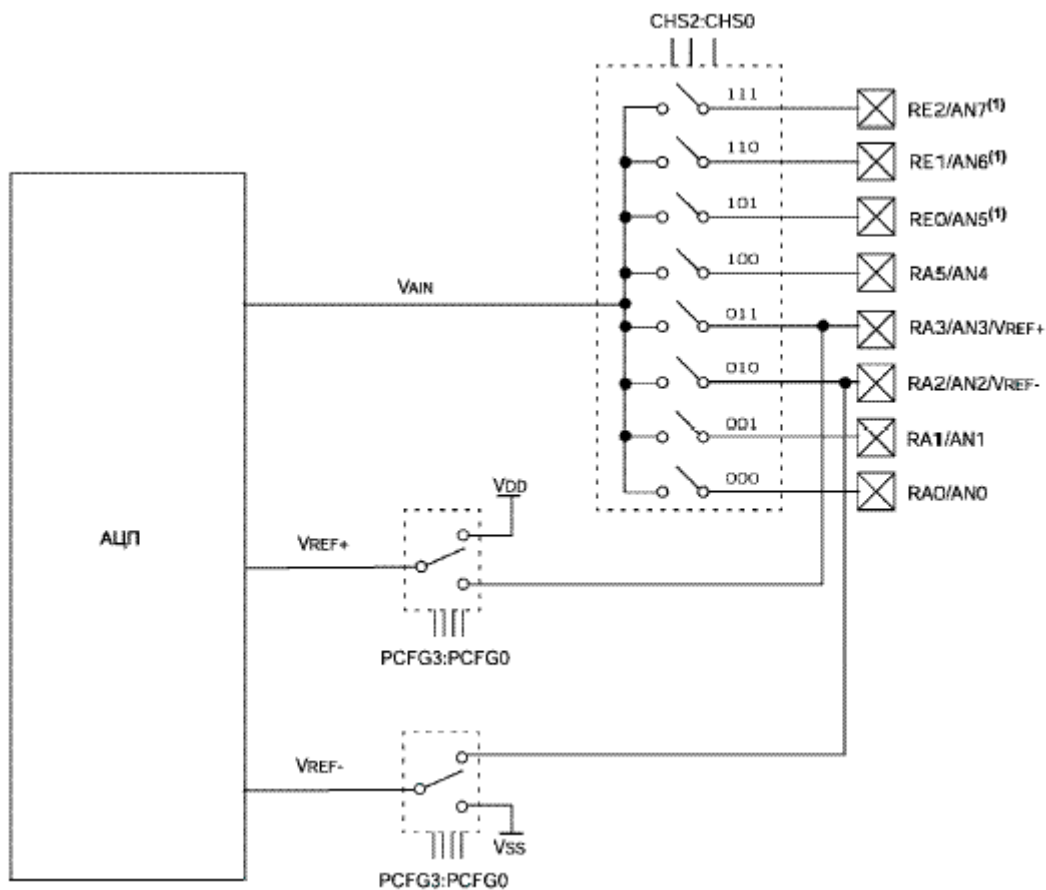 CHS2:CHS0
111
RE2/AN7(1)
110
RE1/AN6(1)
101
RE0/AN5(1)
100
RA5/AN4
VAIN
011
RA3/AN3/VREF+
010
RA2/AN2/VREF-
001
RA1/AN1
000
RA0/AN0
VDD
АЦП
VREF+
PCFG3:PCFG0
VREF-
VSS
PCFG3:PCFG0